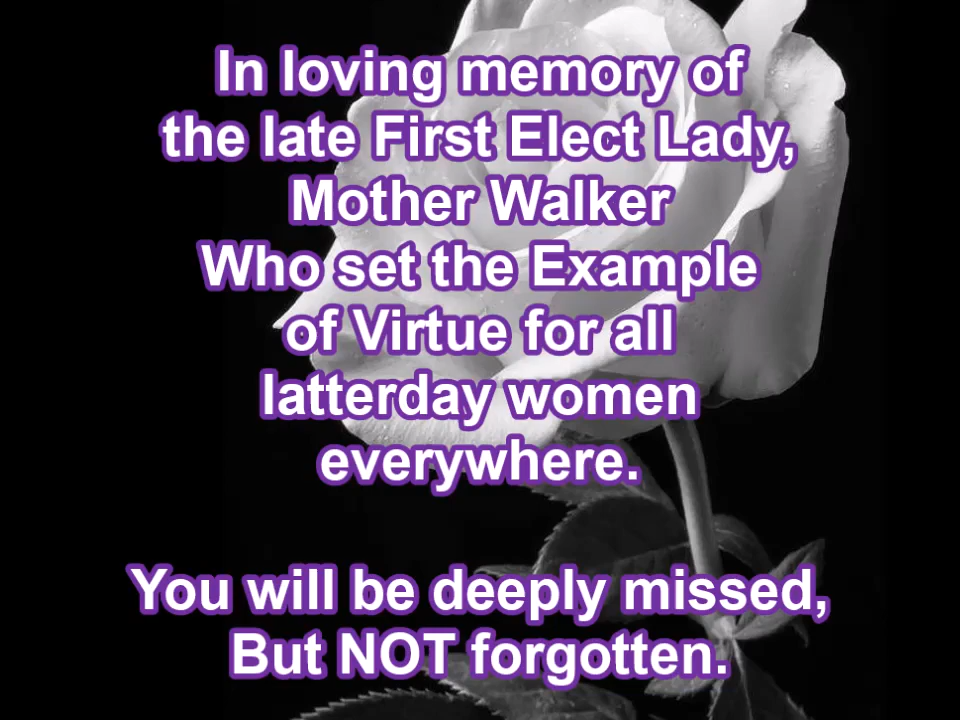 In loving memory of
the late First Elect Lady,
Mother Walker
Who set the Example
of Virtue for all
latterday women
everywhere.
You will be deeply missed,
But NOT forgotten.